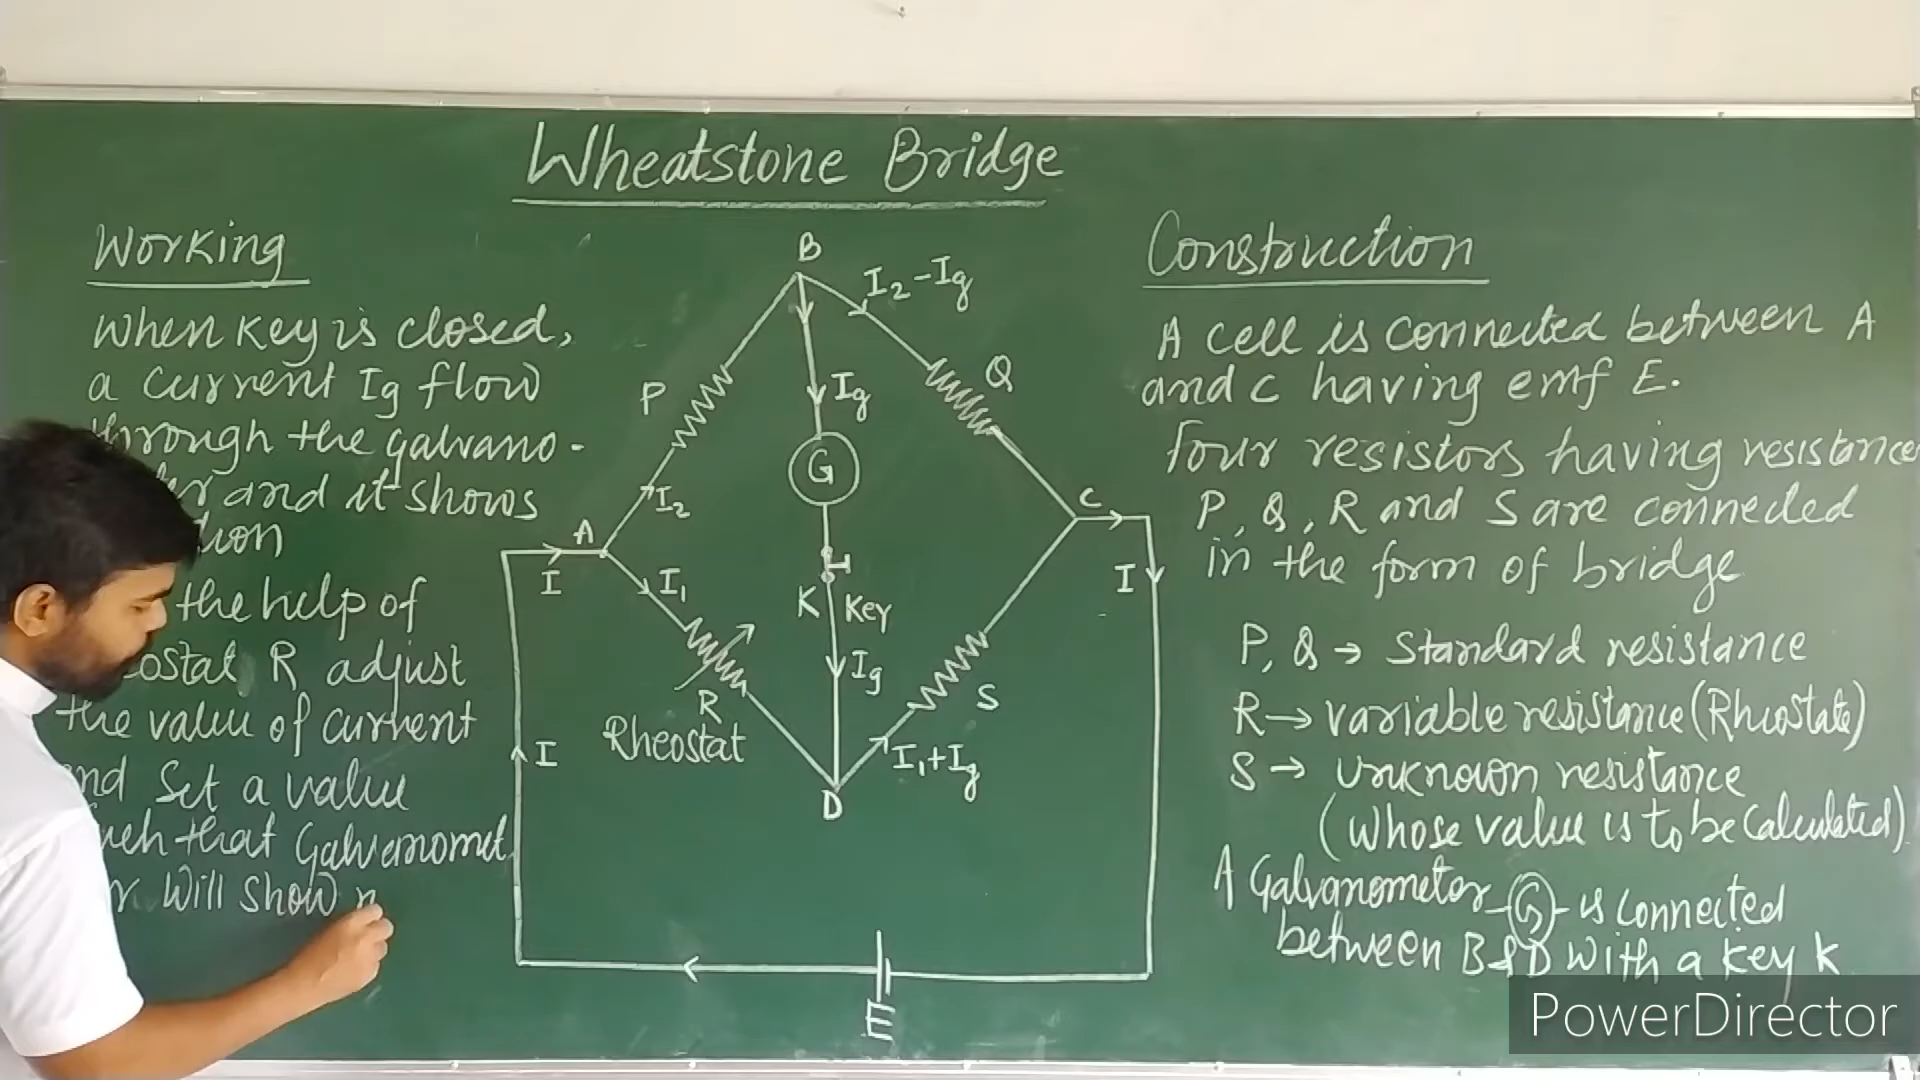 Wheatstone Bridge
Working
When Key is closed,
a current Ig flow
through the galvano-
and it shows
the help of
R adjust
the value of current
nd Set a value
that Galvanomet
r will show n
B
I₂-Ig
P
Q
Ig
G
I₂
A
C
I
I₁
K Key
I
Ig
R
S
Rheostat
I₁+Ig
I
D
E
Construction
A cell is connected between A
and C having emf E.
four resistors having resistance
P, Q, R and S are connected
in the form of bridge
P, Q → Standard resistance
R → variable resistance (Rheostate)
S → unknown resistance
(whose value is to be calculated)
A Galvanometer -G- is connected
between B & D with a key k
PowerDirector